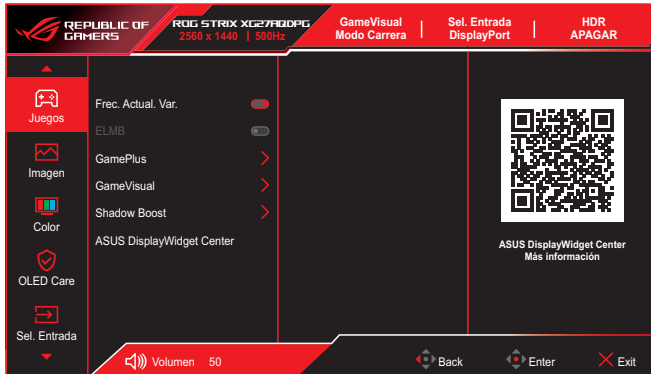 REPUBLIC OF
GAMERS
ROG STRIX XG27AQDPG
2560 x 1440 | 500Hz
GameVisual
Modo Carrera
Sel. Entrada
DisplayPort
HDR
APAGAR
Juegos
Imagen
Color
OLED Care
Sel. Entrada
Frec. Actual. Var.
ELMB
GamePlus
GameVisual
Shadow Boost
ASUS DisplayWidget Center
ASUS DisplayWidget Center
Más información
Volumen 50
Back
Enter
Exit